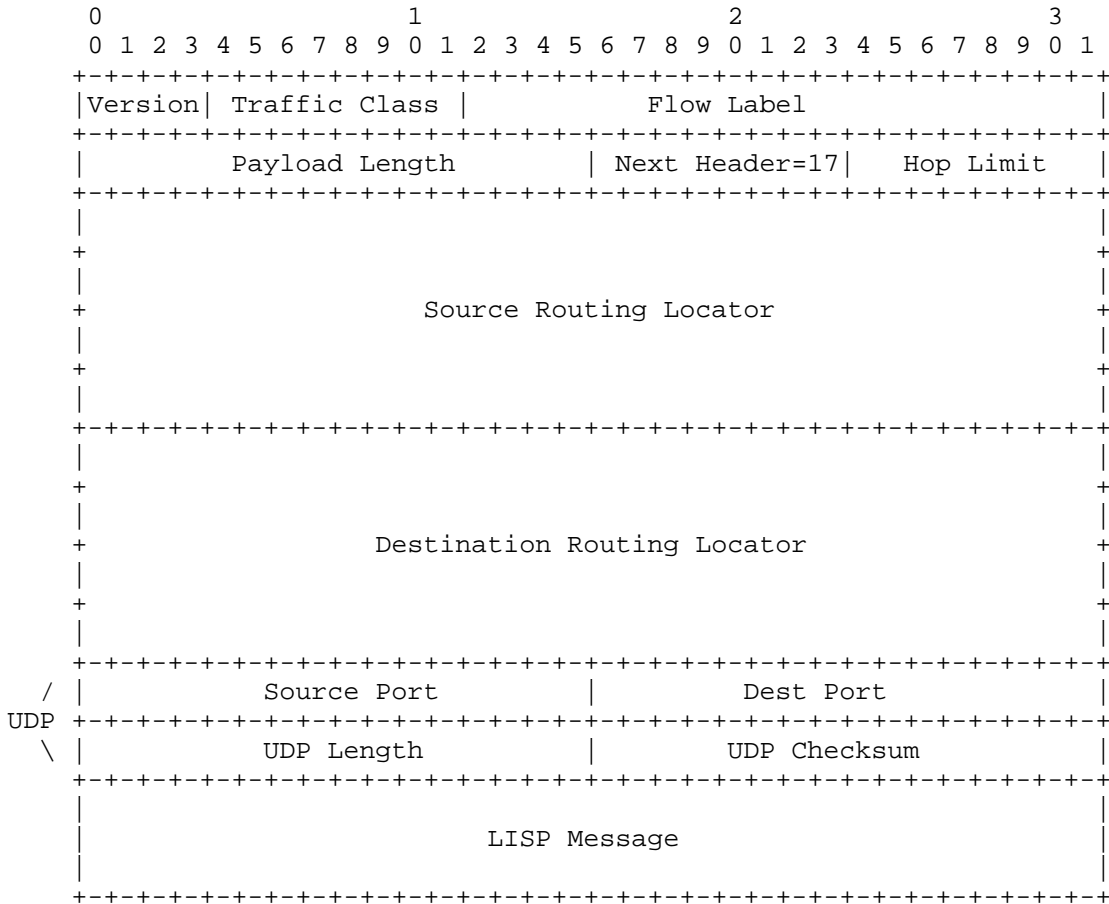 0                   1                   2                   3
0 1 2 3 4 5 6 7 8 9 0 1 2 3 4 5 6 7 8 9 0 1 2 3 4 5 6 7 8 9 0 1
+-+-+-+-+-+-+-+-+-+-+-+-+-+-+-+-+-+-+-+-+-+-+-+-+-+-+-+-+-+-+-+-+
|Version| Traffic Class |           Flow Label                  |
+-+-+-+-+-+-+-+-+-+-+-+-+-+-+-+-+-+-+-+-+-+-+-+-+-+-+-+-+-+-+-+-+
|         Payload Length        | Next Header=17|   Hop Limit   |
+-+-+-+-+-+-+-+-+-+-+-+-+-+-+-+-+-+-+-+-+-+-+-+-+-+-+-+-+-+-+-+-+
|                                                               |
+                                                               +
|                                                               |
+                     Source Routing Locator                    +
|                                                               |
+                                                               +
|                                                               |
+-+-+-+-+-+-+-+-+-+-+-+-+-+-+-+-+-+-+-+-+-+-+-+-+-+-+-+-+-+-+-+-+
|                                                               |
+                                                               +
|                                                               |
+                  Destination Routing Locator                  +
|                                                               |
+                                                               +
|                                                               |
+-+-+-+-+-+-+-+-+-+-+-+-+-+-+-+-+-+-+-+-+-+-+-+-+-+-+-+-+-+-+-+-+
/ |           Source Port         |         Dest Port             |
UDP +-+-+-+-+-+-+-+-+-+-+-+-+-+-+-+-+-+-+-+-+-+-+-+-+-+-+-+-+-+-+-+-+
\ |           UDP Length          |        UDP Checksum           |
+-+-+-+-+-+-+-+-+-+-+-+-+-+-+-+-+-+-+-+-+-+-+-+-+-+-+-+-+-+-+-+-+
|                                                               |
|                         LISP Message                          |
|                                                               |
+-+-+-+-+-+-+-+-+-+-+-+-+-+-+-+-+-+-+-+-+-+-+-+-+-+-+-+-+-+-+-+-+